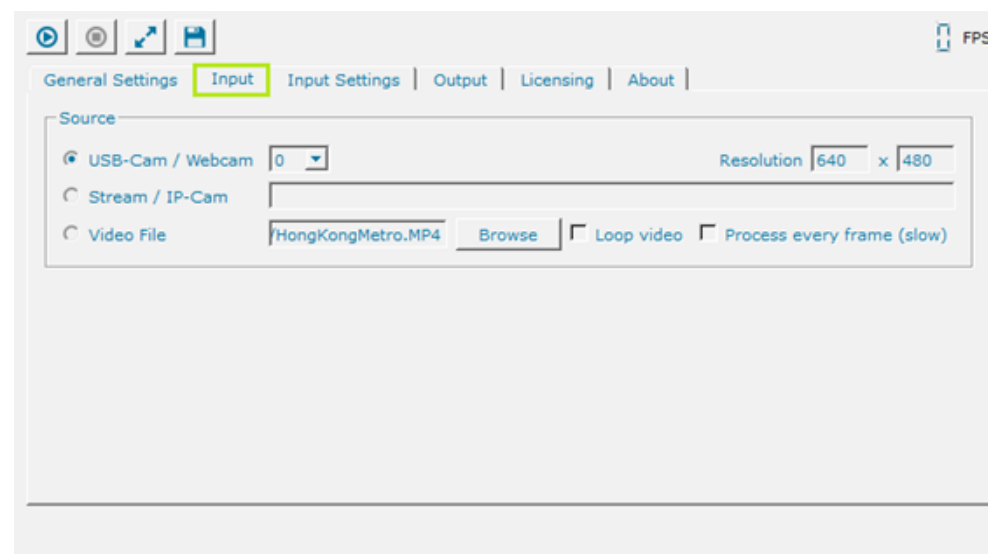 0 FPS
General Settings Input Input Settings Output Licensing About
Source
USB-Cam / Webcam 0 Resolution 640 x 480
Stream / IP-Cam
Video File /HongKongMetro.MP4 Browse Loop video Process every frame (slow)